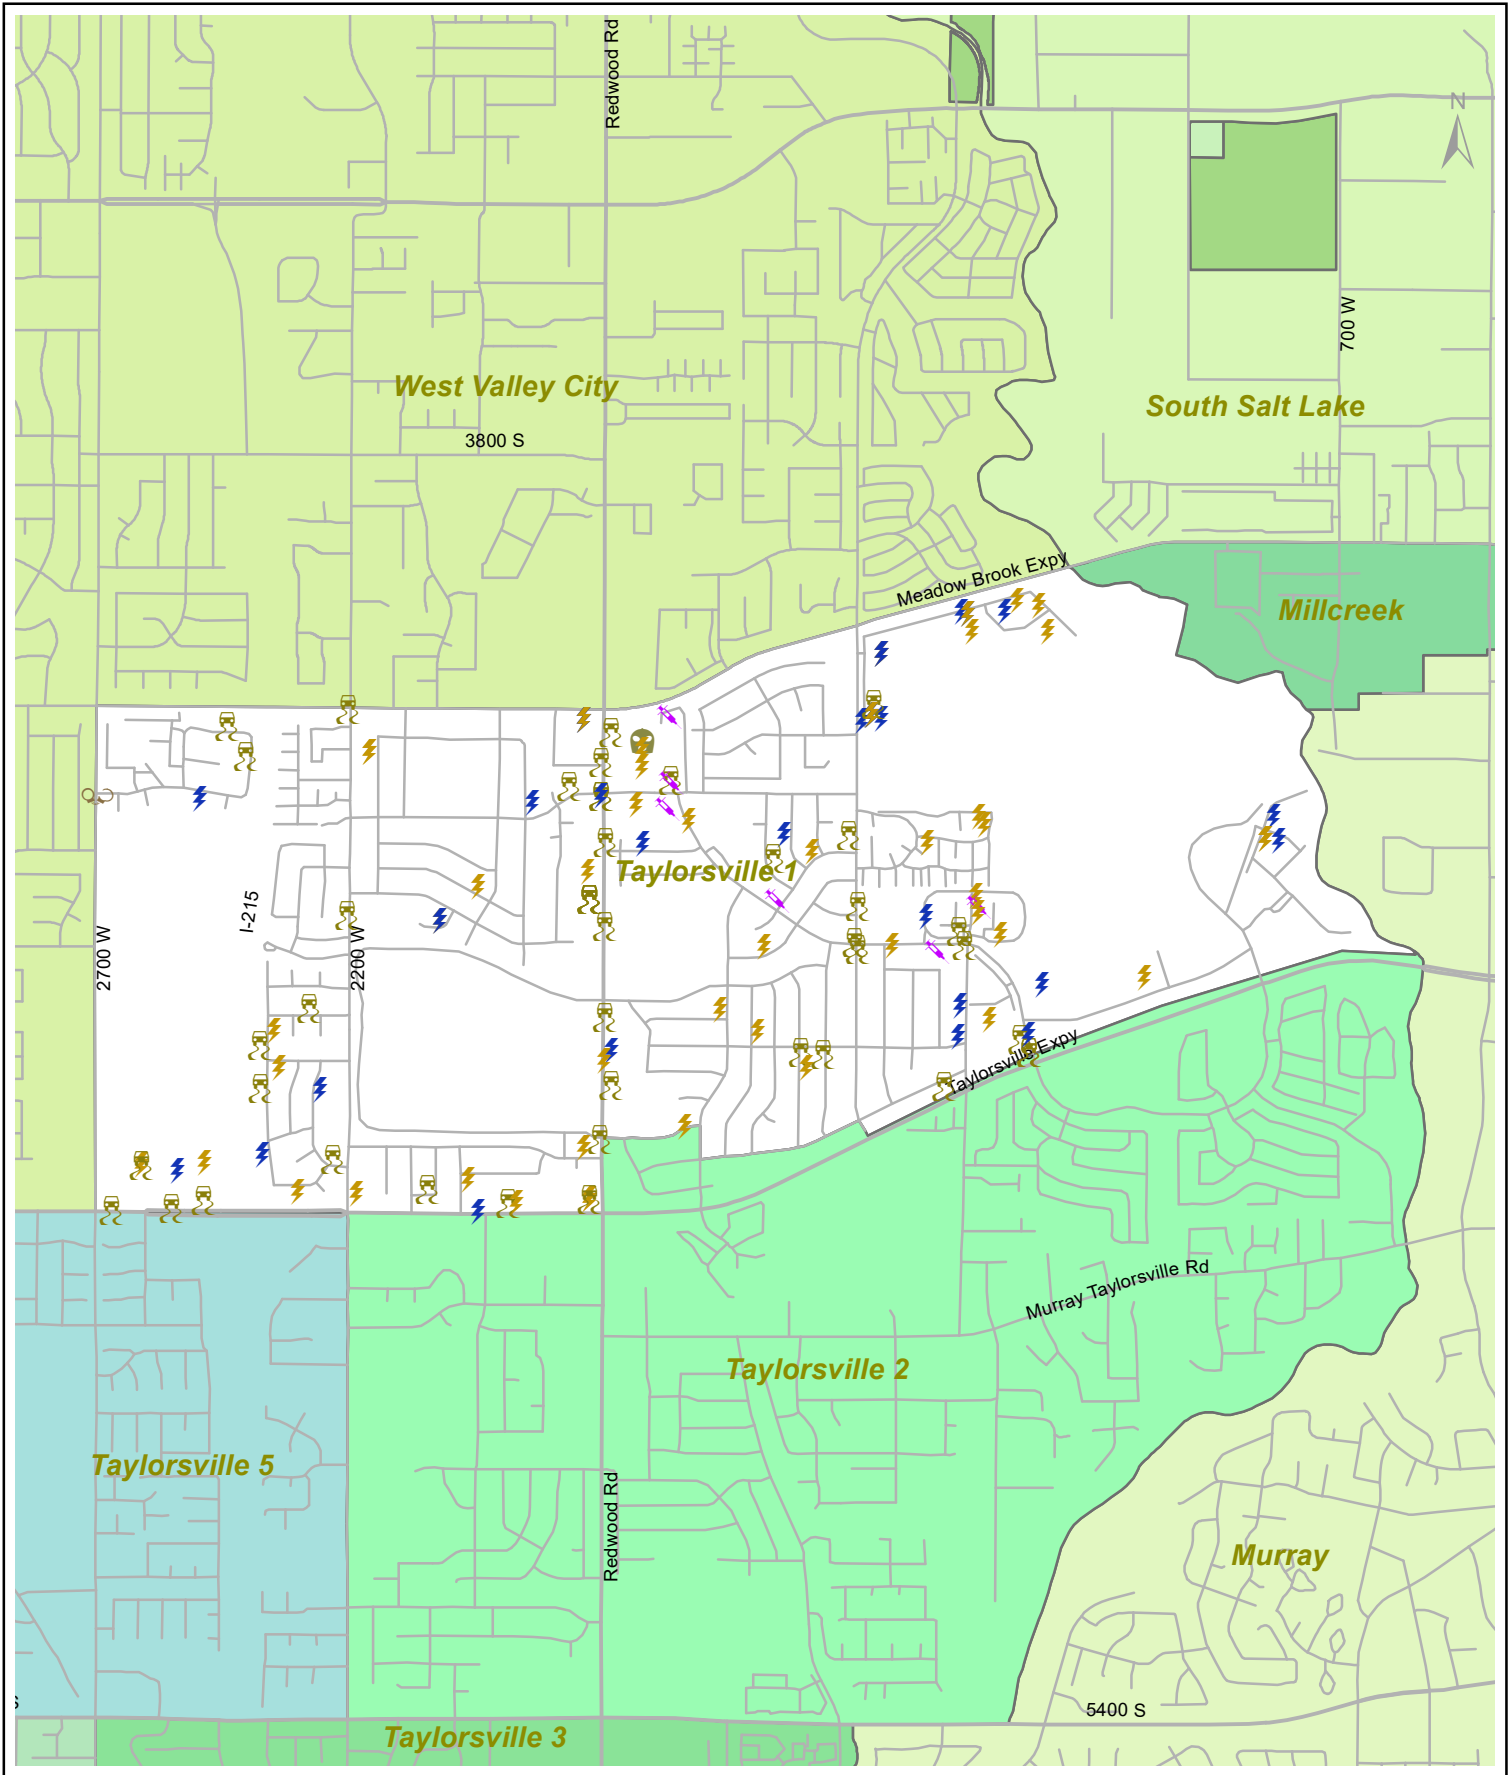 Redwood Rd
N
700 W
West Valley City
South Salt Lake
3800 S
Meadow Brook Expy
Millcreek
Taylorsville 1
I-215
2700 W
2200 W
Taylorsville Expy
Murray Taylorsville Rd
Taylorsville 2
Taylorsville 5
Redwood Rd
Murray
5400 S
Taylorsville 3